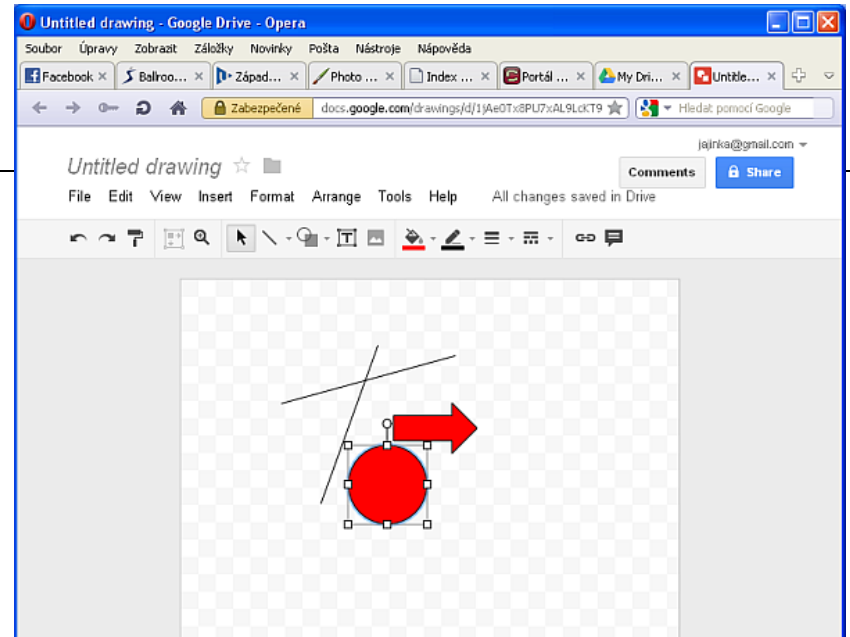 Untitled drawing - Google Drive - Opera
Soubor Úpravy Zobrazit Záložky Novinky Pošta Nástroje Nápověda
Facebook Ballroo... Západ... Photo ... Index ... Portál ... My Dri... Untitle...
Zabezpečené docs.google.com/drawings/d/1jAe0Tx8PU7xAL9LcKT9 Hledat pomocí Google
jajinka@gmail.com
Untitled drawing
Comments Share
File Edit View Insert Format Arrange Tools Help All changes saved in Drive